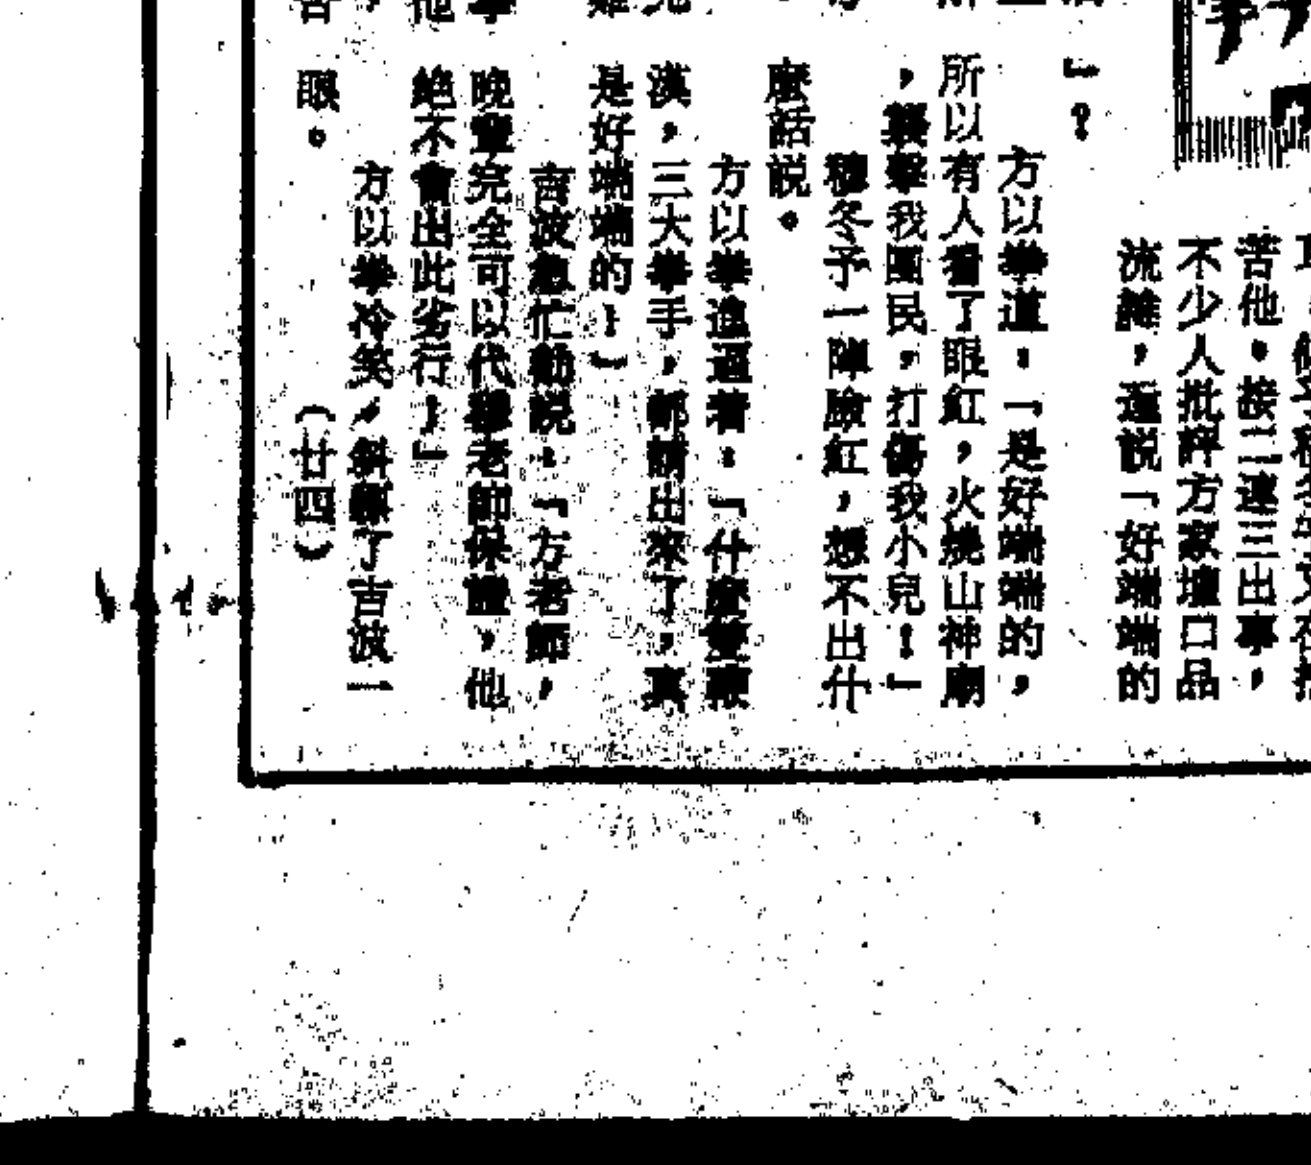 苦他。接二連三出事，
不少人批評方家壇口品
流雜，還説「好端端的
」？
方以拳道：「是好端端的，
所以有人看了眼紅，火燒山神廟
，襲擊我團民，打傷我小兒！」
穆冬予一陣臉紅，想不出什
麼話説。
方以拳進逼着：「什麼
漢，三大拳手，都請出來了，真
是好端端的！」
吉波急忙勸説：「方老師，
晚輩完全可以代穆老師保證，他
絕不會出此劣行！」
方以拳冷笑，斜了吉波一
眼。
（廿四）